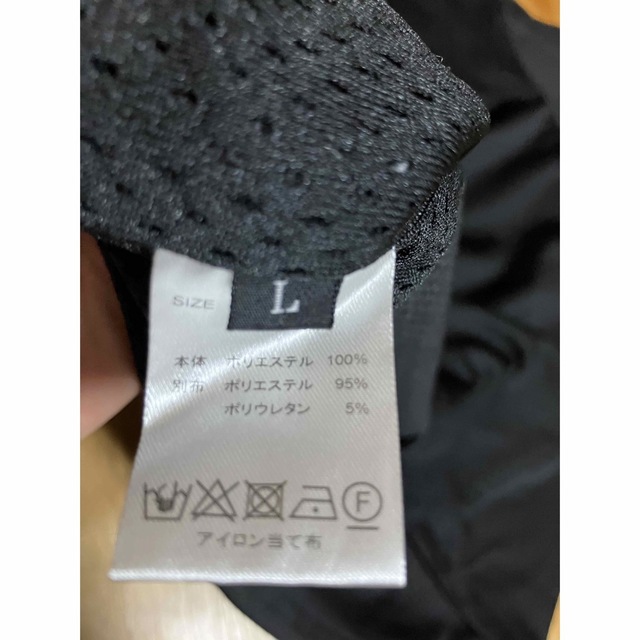 SIZE L
本体 ポリエステル 100%
別布 ポリエステル 95%
ポリウレタン 5%
F
アイロン当て布